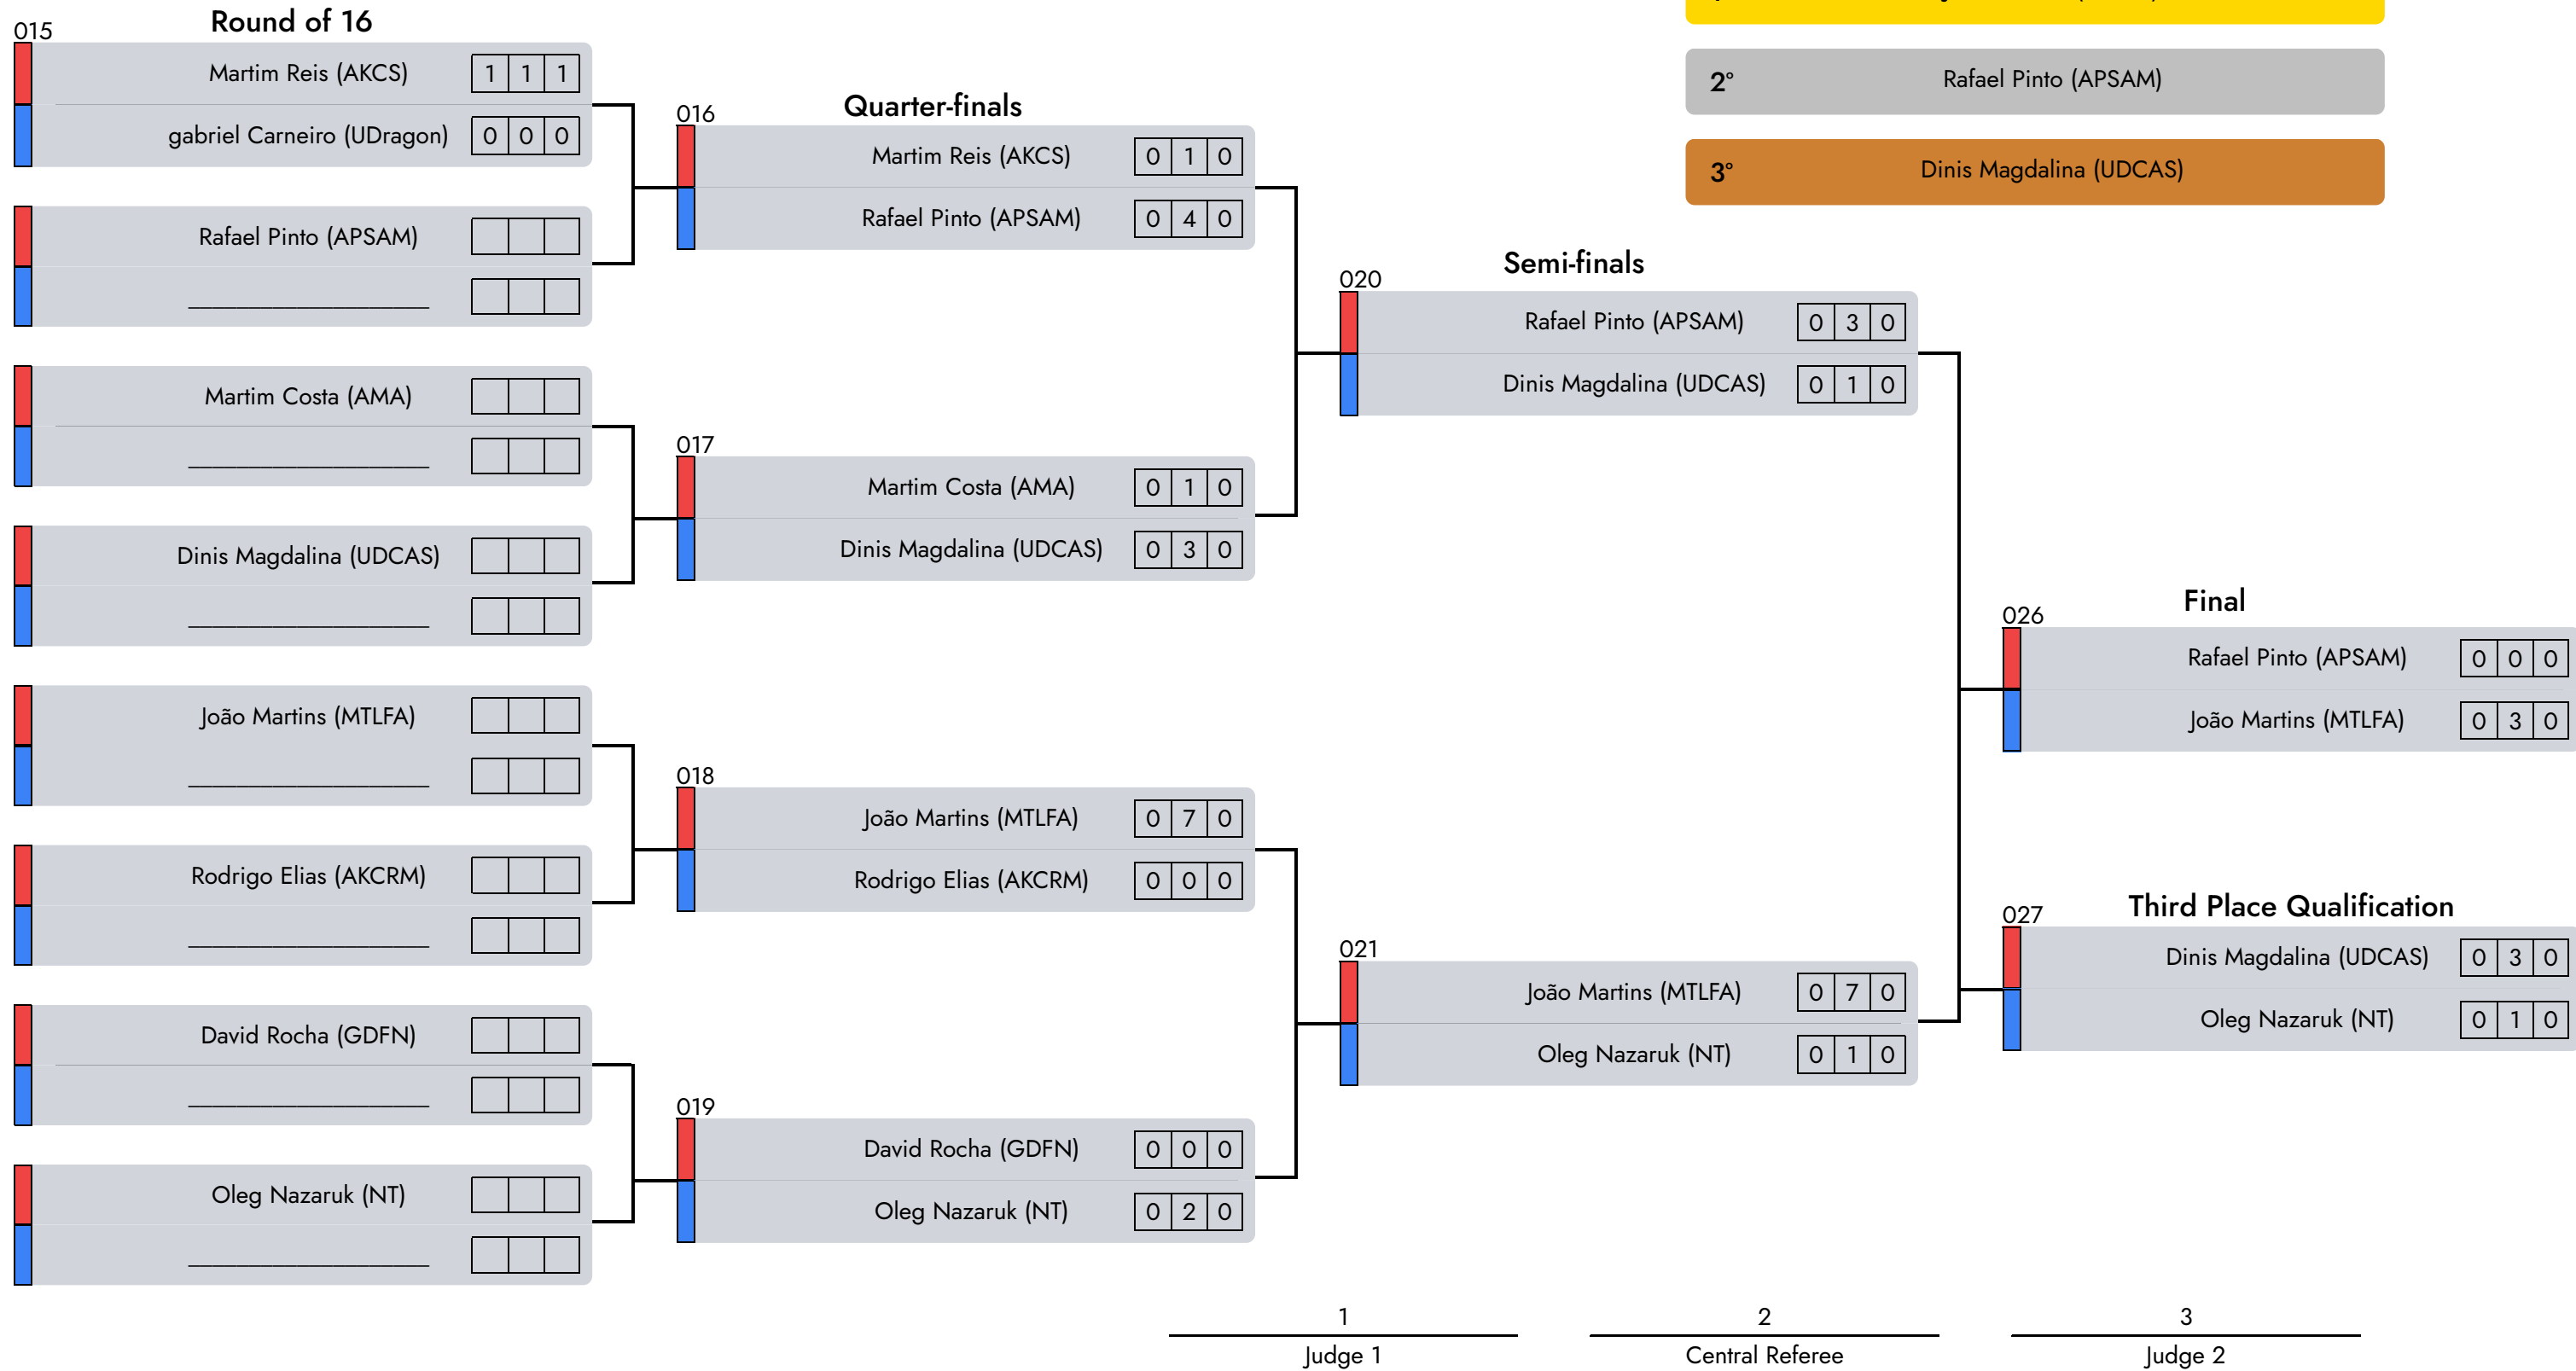 Round of 16
015
Martim Reis (AKCS) 1 1 1
gabriel Carneiro (UDragon) 0 0 0
Rafael Pinto (APSAM)
____________________
Martim Costa (AMA)
____________________
Dinis Magdalina (UDCAS)
____________________
João Martins (MTLFA)
____________________
Rodrigo Elias (AKCRM)
____________________
David Rocha (GDFN)
____________________
Oleg Nazaruk (NT)
____________________
Quarter-finals
016
Martim Reis (AKCS) 0 1 0
Rafael Pinto (APSAM) 0 4 0
017
Martim Costa (AMA) 0 1 0
Dinis Magdalina (UDCAS) 0 3 0
018
João Martins (MTLFA) 0 7 0
Rodrigo Elias (AKCRM) 0 0 0
019
David Rocha (GDFN) 0 0 0
Oleg Nazaruk (NT) 0 2 0
2° Rafael Pinto (APSAM)
3° Dinis Magdalina (UDCAS)
Semi-finals
020
Rafael Pinto (APSAM) 0 3 0
Dinis Magdalina (UDCAS) 0 1 0
021
João Martins (MTLFA) 0 7 0
Oleg Nazaruk (NT) 0 1 0
Final
026
Rafael Pinto (APSAM) 0 0 0
João Martins (MTLFA) 0 3 0
Third Place Qualification
027
Dinis Magdalina (UDCAS) 0 3 0
Oleg Nazaruk (NT) 0 1 0
1 2 3
Judge 1 Central Referee Judge 2